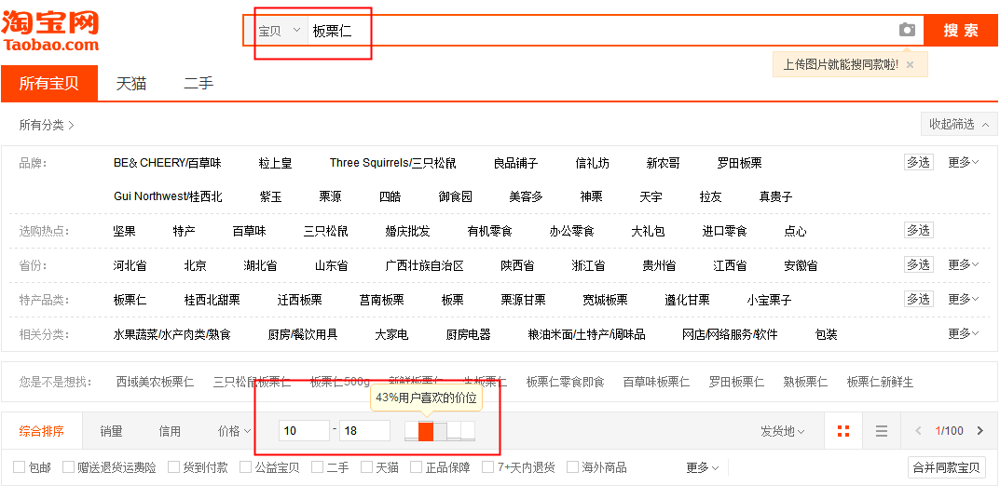 淘宝网
Taobao.com
宝贝 板栗仁 搜索
上传图片就能搜同款啦! ×
所有宝贝 天猫 二手
所有分类 > 收起筛选
品牌: BE& CHEERY/百草味 粒上皇 Three Squirrels/三只松鼠 良品铺子 信礼坊 新农哥 罗田板栗 多选 更多
Gui Northwest/桂西北 紫玉 栗源 四皓 御食园 美客多 神栗 天宇 拉友 真贵子
选购热点: 坚果 特产 百草味 三只松鼠 婚庆批发 有机零食 办公零食 大礼包 进口零食 点心 多选
省份: 河北省 北京 湖北省 山东省 广西壮族自治区 陕西省 浙江省 贵州省 江西省 安徽省 多选 更多
特产品类: 板栗仁 桂西北甜栗 迁西板栗 莒南板栗 板栗 栗源甘栗 宽城板栗 遵化甘栗 小宝栗子 多选 更多
相关分类: 水果蔬菜/水产肉类/熟食 厨房/餐饮用具 大家电 厨房电器 粮油米面/土特产/调味品 网店/网络服务/软件 包装 更多
您是不是想找: 西域美农板栗仁 三只松鼠板栗仁 板栗仁500g 新鲜板栗仁 生板栗仁 板栗仁零食即食 百草味板栗仁 罗田板栗仁 熟板栗仁 板栗仁新鲜生
43%用户喜欢的价位
综合排序 销量 信用 价格 10 - 18 发货地 < 1/100 >
包邮 赠送退货运费险 货到付款 公益宝贝 二手 天猫 正品保障 7+天内退货 海外商品 更多 合并同款宝贝